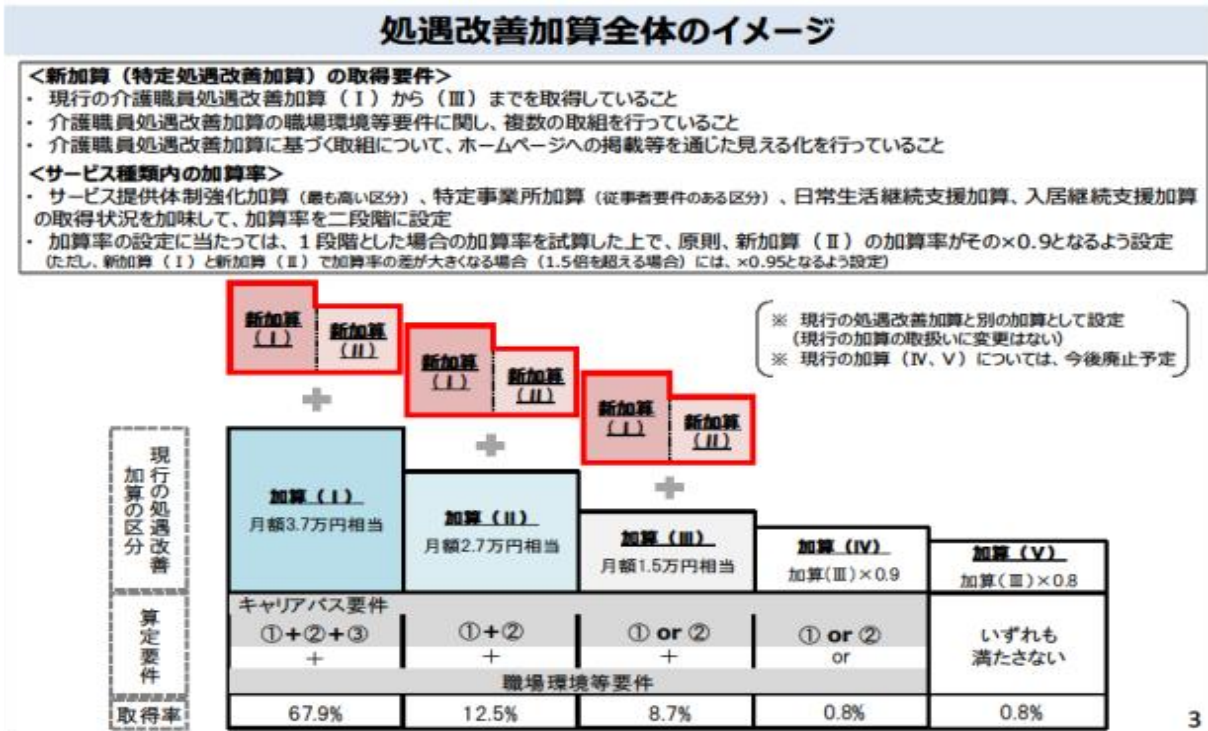 処遇改善加算全体のイメージ
<新加算（特定処遇改善加算）の取得要件>
・ 現行の介護職員処遇改善加算（Ⅰ）から（Ⅲ）までを取得していること
・ 介護職員処遇改善加算の職場環境等要件に関し、複数の取組を行っていること
・ 介護職員処遇改善加算に基づく取組について、ホームページへの掲載等を通じた見える化を行っていること
<サービス種類内の加算率>
・ サービス提供体制強化加算（最も高い区分）、特定事業所加算（従事者要件のある区分）、日常生活継続支援加算、入居継続支援加算
の取得状況を加味して、加算率を二段階に設定
・ 加算率の設定に当たっては、１段階とした場合の加算率を試算した上で、原則、新加算（Ⅱ）の加算率がその×0.9となるよう設定
（ただし、新加算（Ⅰ）と新加算（Ⅱ）で加算率の差が大きくなる場合（1.5倍を超える場合）には、×0.95となるよう設定）
新加算
（Ⅰ）
新加算
（Ⅱ）
新加算
（Ⅰ）
新加算
（Ⅱ）
新加算
（Ⅰ）
新加算
（Ⅱ）
※ 現行の処遇改善加算と別の加算として設定
（現行の加算の取扱いに変更はない）
※ 現行の加算（Ⅳ、Ⅴ）については、今後廃止予定
+
+
+
現行の処遇改善
加算の区分
加算（Ⅰ）
月額3.7万円相当
加算（Ⅱ）
月額2.7万円相当
加算（Ⅲ）
月額1.5万円相当
加算（Ⅳ）
加算(Ⅲ)×0.9
加算（Ⅴ）
加算(Ⅲ)×0.8
算定要件
キャリアパス要件
①+②+③
①+②
① or ②
① or ②
いずれも
満たさない
+
+
+
or
職場環境等要件
取得率
67.9%
12.5%
8.7%
0.8%
0.8%
3